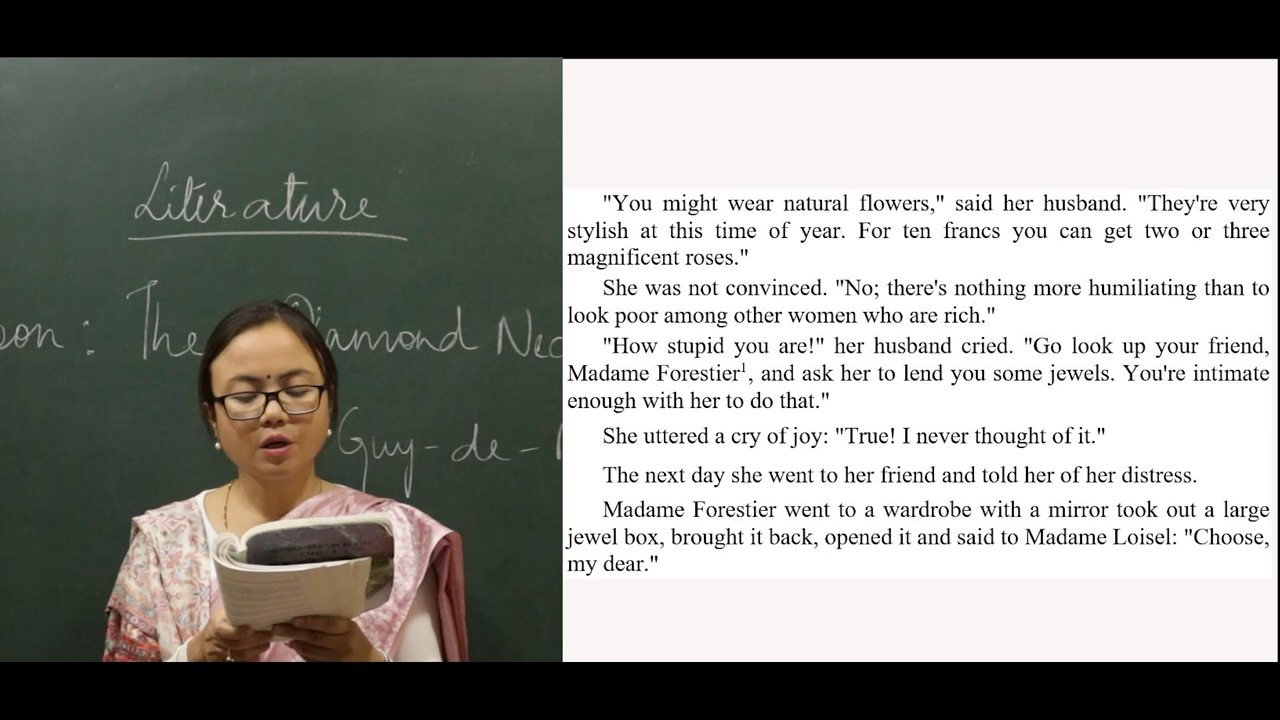 Literature
son: The Diamond Nec
Guy-de-
"You might wear natural flowers," said her husband. "They're very
stylish at this time of year. For ten francs you can get two or three
magnificent roses."
She was not convinced. "No; there's nothing more humiliating than to
look poor among other women who are rich."
"How stupid you are!" her husband cried. "Go look up your friend,
Madame Forestier¹, and ask her to lend you some jewels. You're intimate
enough with her to do that."
She uttered a cry of joy: "True! I never thought of it."
The next day she went to her friend and told her of her distress.
Madame Forestier went to a wardrobe with a mirror took out a large
jewel box, brought it back, opened it and said to Madame Loisel: "Choose,
my dear."